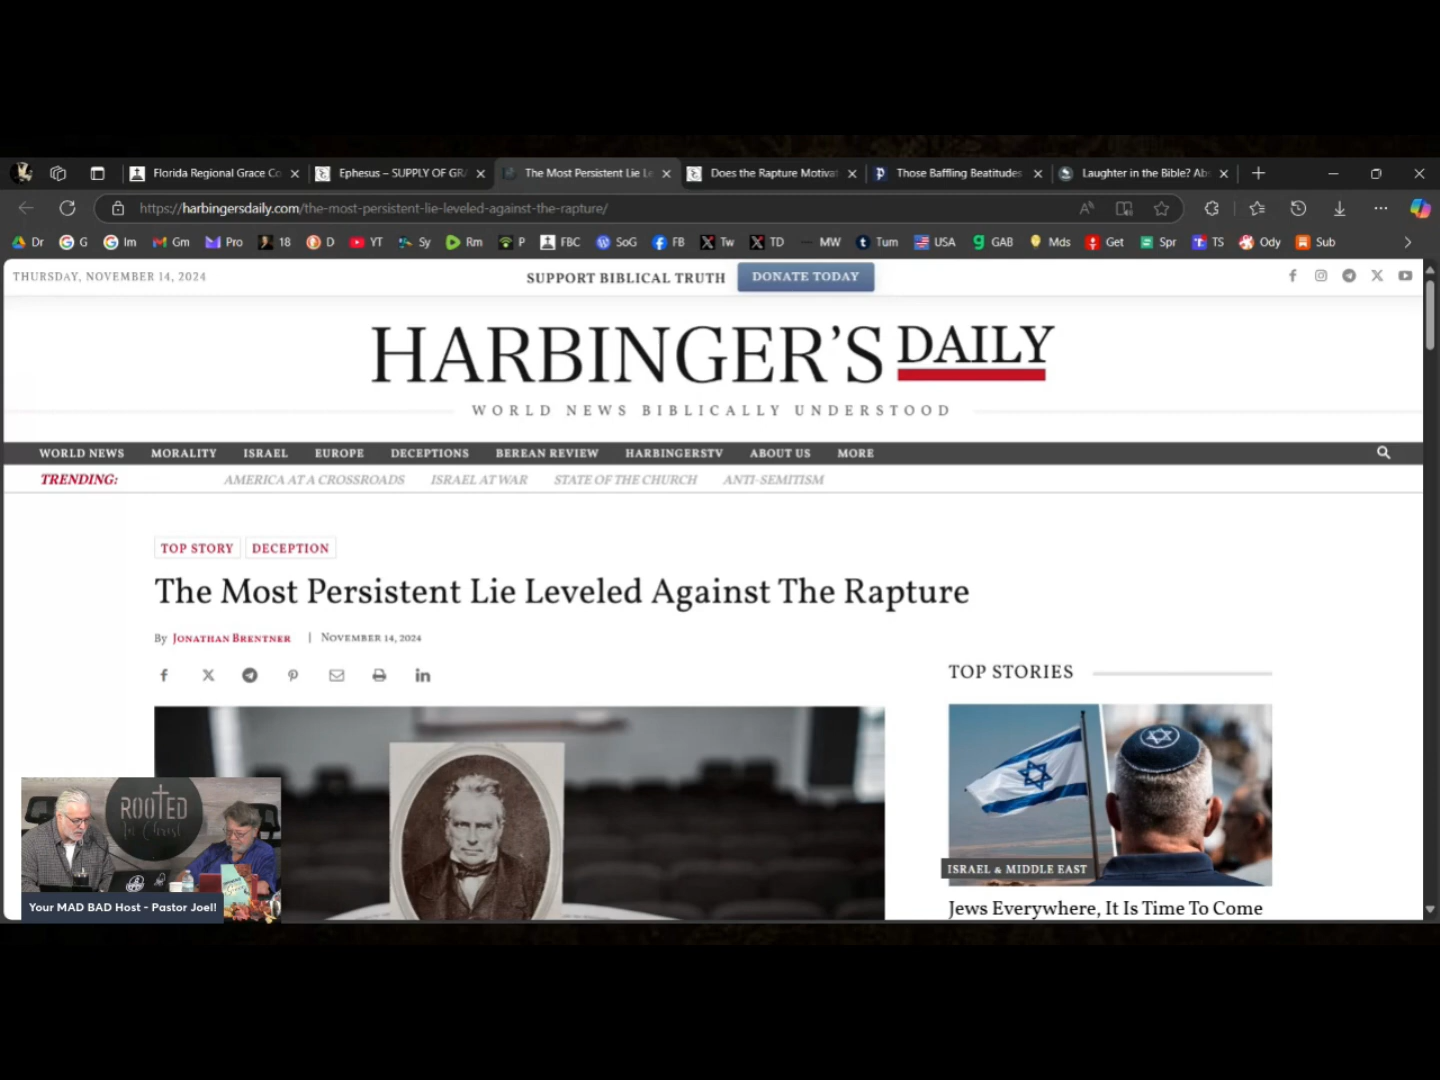 Florida Regional Grace Co
Ephesus – SUPPLY OF GR
The Most Persistent Lie Le
Does the Rapture Motivat
Those Baffling Beatitudes
Laughter in the Bible? Ab
https://harbingersdaily.com/the-most-persistent-lie-leveled-against-the-rapture/
Dr G Im Gm Pro 18 D YT Sy Rm P FBC SoG FB Tw TD MW Tum USA GAB Mds Get Spr TS Ody Sub
THURSDAY, NOVEMBER 14, 2024
SUPPORT BIBLICAL TRUTH DONATE TODAY
HARBINGER'S DAILY
WORLD NEWS BIBLICALLY UNDERSTOOD
WORLD NEWS MORALITY ISRAEL EUROPE DECEPTIONS BEREAN REVIEW HARBINGERSTV ABOUT US MORE
TRENDING: AMERICA AT A CROSSROADS ISRAEL AT WAR STATE OF THE CHURCH ANTI-SEMITISM
TOP STORY DECEPTION
The Most Persistent Lie Leveled Against The Rapture
By JONATHAN BRENTNER | NOVEMBER 14, 2024
TOP STORIES
ISRAEL & MIDDLE EAST
Jews Everywhere, It Is Time To Come
ROOTED
In Christ
Your MAD BAD Host - Pastor Joel!